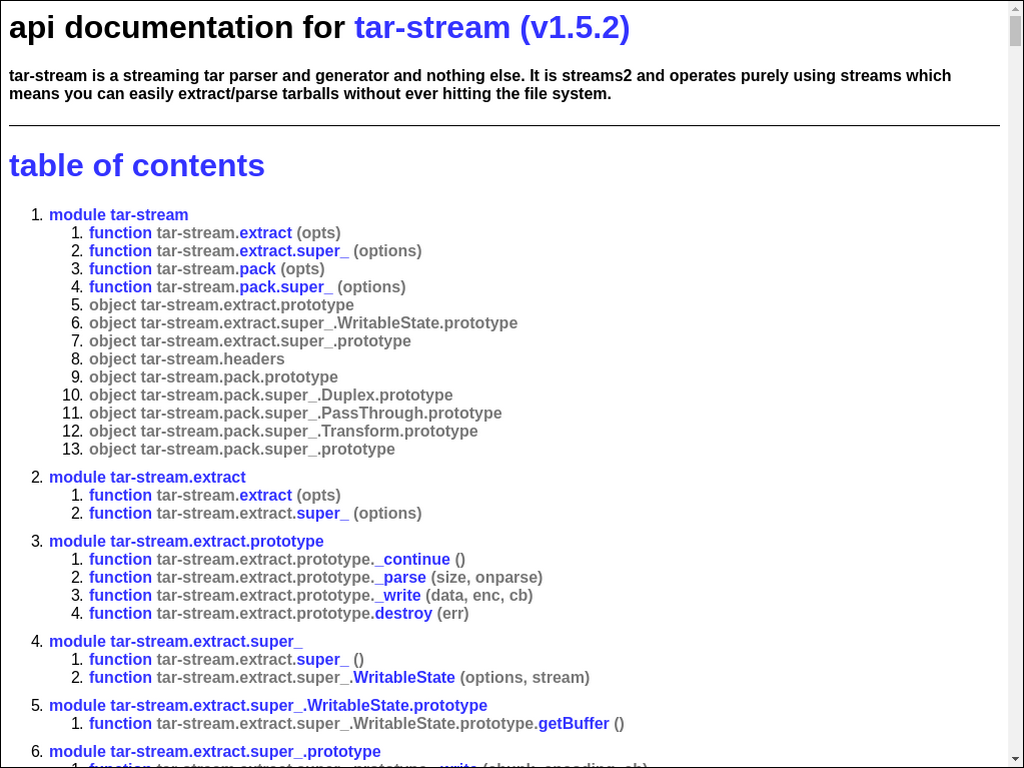 api documentation for tar-stream (v1.5.2)
tar-stream is a streaming tar parser and generator and nothing else. It is streams2 and operates purely using streams which
means you can easily extract/parse tarballs without ever hitting the file system.
table of contents
1. module tar-stream
1. function tar-stream.extract (opts)
2. function tar-stream.extract.super_ (options)
3. function tar-stream.pack (opts)
4. function tar-stream.pack.super_ (options)
5. object tar-stream.extract.prototype
6. object tar-stream.extract.super_.WritableState.prototype
7. object tar-stream.extract.super_.prototype
8. object tar-stream.headers
9. object tar-stream.pack.prototype
10. object tar-stream.pack.super_.Duplex.prototype
11. object tar-stream.pack.super_.PassThrough.prototype
12. object tar-stream.pack.super_.Transform.prototype
13. object tar-stream.pack.super_.prototype
2. module tar-stream.extract
1. function tar-stream.extract (opts)
2. function tar-stream.extract.super_ (options)
3. module tar-stream.extract.prototype
1. function tar-stream.extract.prototype._continue ()
2. function tar-stream.extract.prototype._parse (size, onparse)
3. function tar-stream.extract.prototype._write (data, enc, cb)
4. function tar-stream.extract.prototype.destroy (err)
4. module tar-stream.extract.super_
1. function tar-stream.extract.super_ ()
2. function tar-stream.extract.super_.WritableState (options, stream)
5. module tar-stream.extract.super_.WritableState.prototype
1. function tar-stream.extract.super_.WritableState.prototype.getBuffer ()
6. module tar-stream.extract.super_.prototype
1. function tar-stream.extract.super_.prototype._write (chunk, encoding, cb)